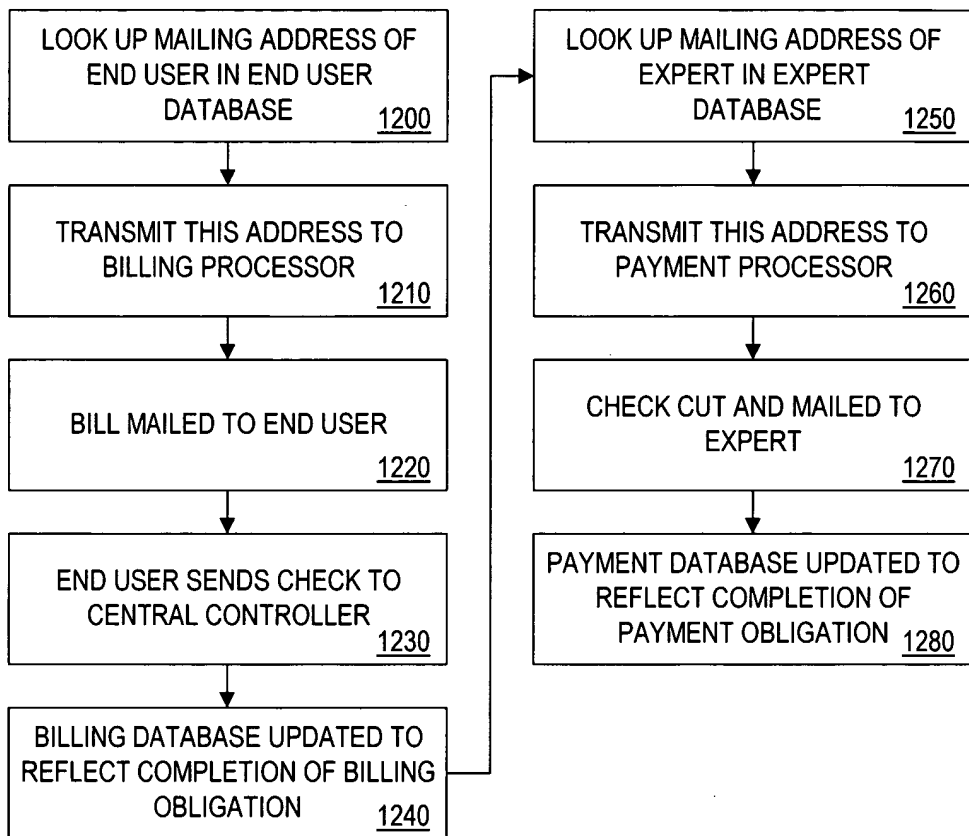 LOOK UP MAILING ADDRESS OF
END USER IN END USER
DATABASE
1200
TRANSMIT THIS ADDRESS TO
BILLING PROCESSOR
1210
BILL MAILED TO END USER
1220
END USER SENDS CHECK TO
CENTRAL CONTROLLER
1230
BILLING DATABASE UPDATED TO
REFLECT COMPLETION OF BILLING
OBLIGATION
1240
LOOK UP MAILING ADDRESS OF
EXPERT IN EXPERT
DATABASE
1250
TRANSMIT THIS ADDRESS TO
PAYMENT PROCESSOR
1260
CHECK CUT AND MAILED TO
EXPERT
1270
PAYMENT DATABASE UPDATED TO
REFLECT COMPLETION OF
PAYMENT OBLIGATION
1280